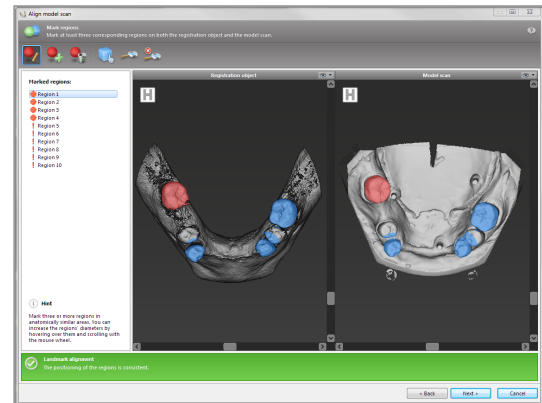 Align model scan
Mark regions
Mark at least three corresponding regions on both the registration object and the model scan.
Marked regions:
Region 1
Region 2
Region 3
Region 4
Region 5
Region 6
Region 7
Region 8
Region 9
Region 10
Hint
Mark three or more regions in
anatomically similar areas. You can
increase the regions' diameters by
hovering over them and scrolling with
the mouse wheel.
Registration object
H
Model scan
H
Landmark alignment
The positioning of the regions is consistent.
< Back
Next >
Cancel